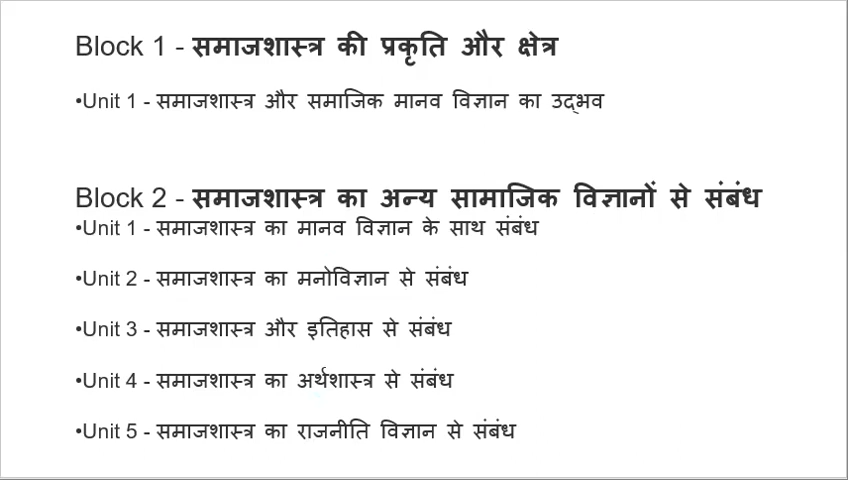 Block 1 - समाजशास्त्र की प्रकृति और क्षेत्र
•Unit 1 - समाजशास्त्र और समाजिक मानव विज्ञान का उद्भव
Block 2 - समाजशास्त्र का अन्य सामाजिक विज्ञानों से संबंध
•Unit 1 - समाजशास्त्र का मानव विज्ञान के साथ संबंध
•Unit 2 - समाजशास्त्र का मनोविज्ञान से संबंध
•Unit 3 - समाजशास्त्र और इतिहास से संबंध
•Unit 4 - समाजशास्त्र का अर्थशास्त्र से संबंध
•Unit 5 - समाजशास्त्र का राजनीति विज्ञान से संबंध